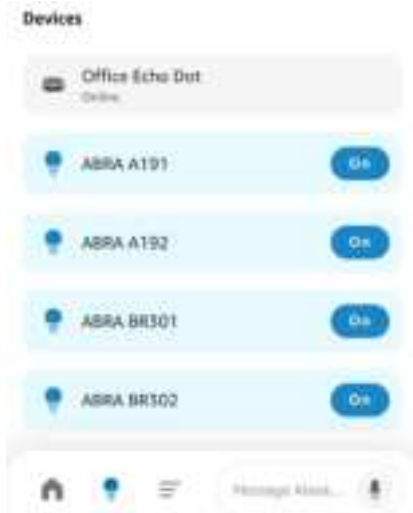 Devices
Office Echo Dot
Online
ABRA A191
On
ABRA A192
On
ABRA BR301
On
ABRA BR302
On
Message Alexa...